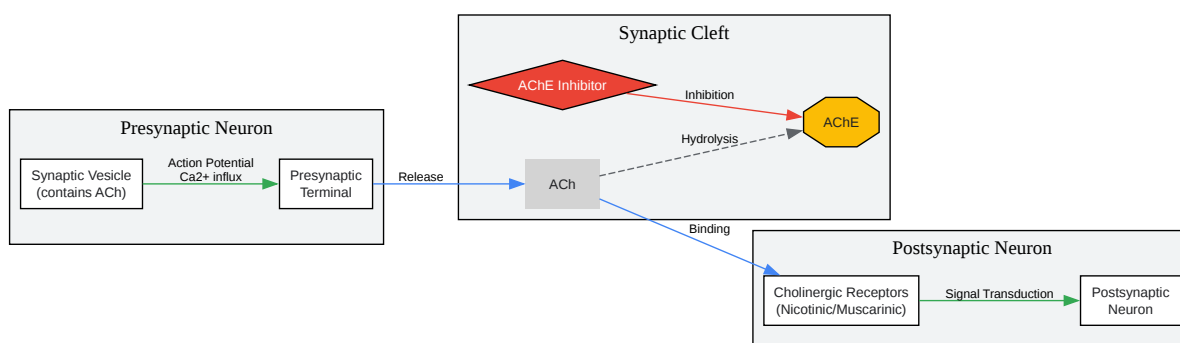 Synaptic Cleft
AChE Inhibitor
Inhibition
AChE
Hydrolysis
Presynaptic Neuron
Synaptic Vesicle
(contains ACh)
Action Potential
Ca2+ influx
Presynaptic
Terminal
Release
ACh
Binding
Postsynaptic Neuron
Cholinergic Receptors
(Nicotinic/Muscarinic)
Signal Transduction
Postsynaptic
Neuron